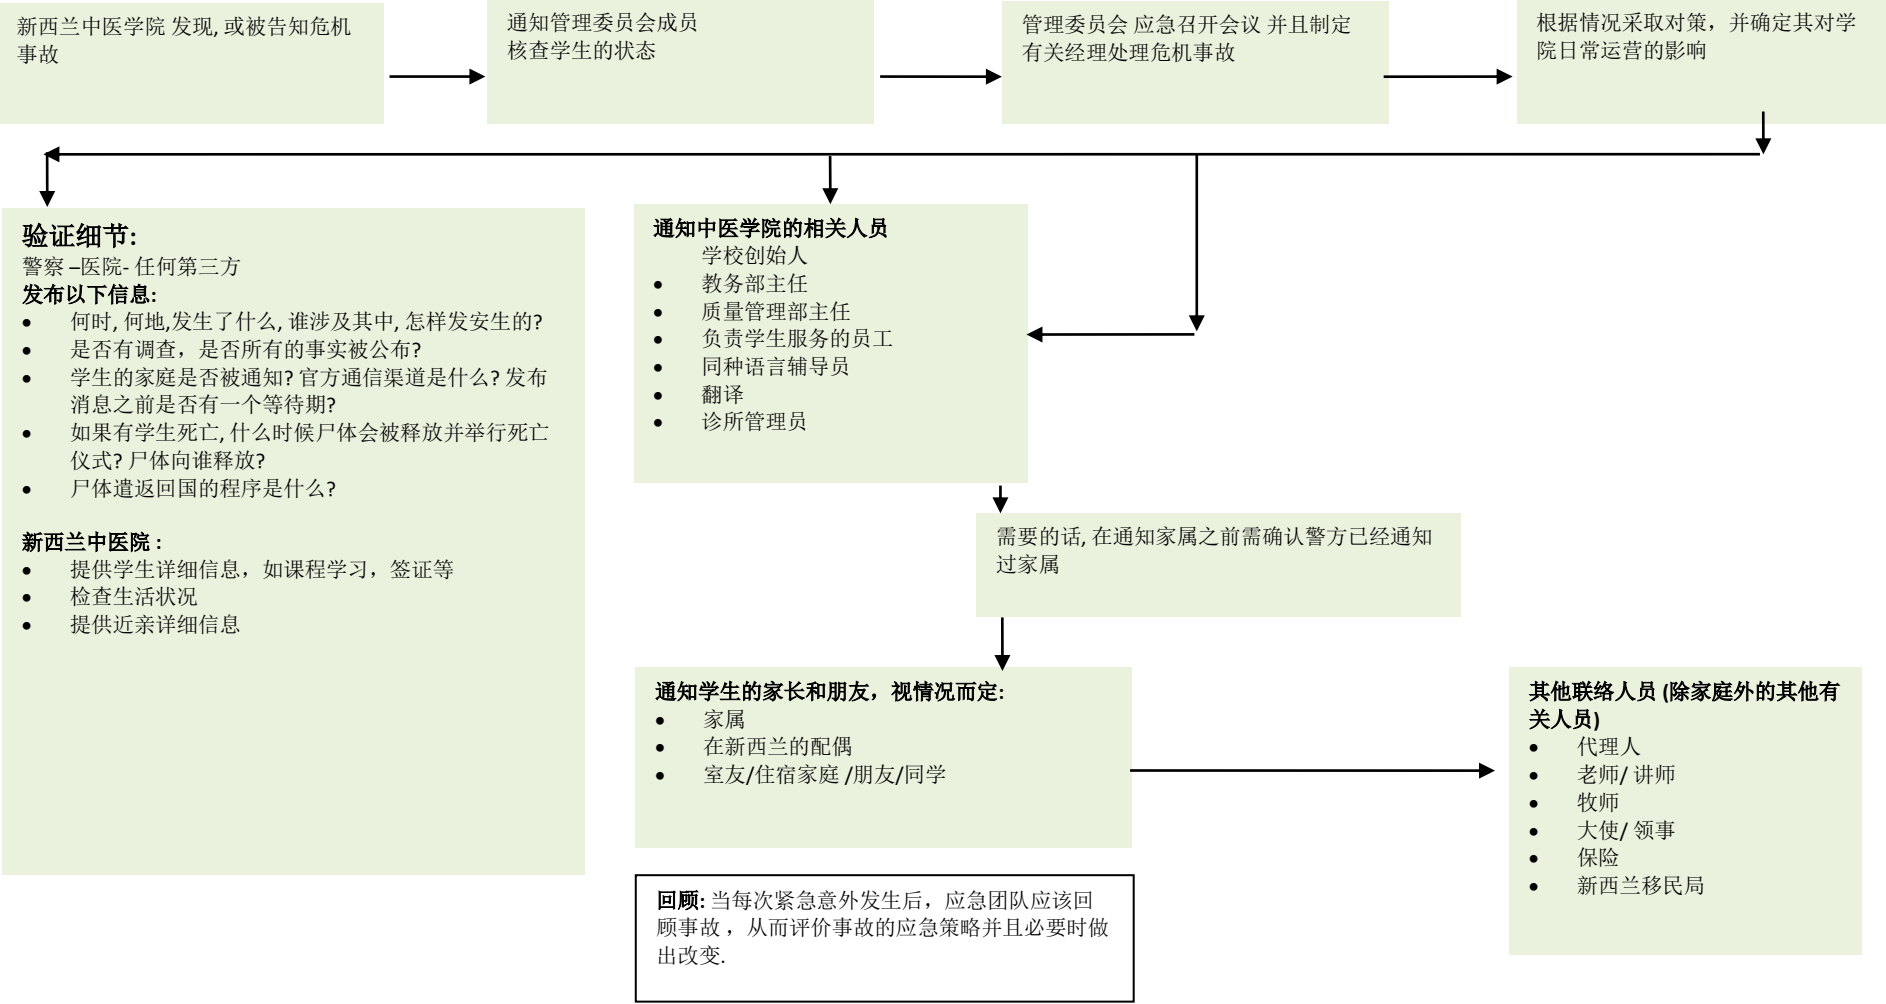 新西兰中医学院 发现, 或被告知危机
事故
通知管理委员会成员
核查学生的状态
管理委员会 应急召开会议 并且制定
有关经理处理危机事故
根据情况采取对策，并确定其对学
院日常运营的影响
验证细节:
警察 –医院- 任何第三方
发布以下信息:
• 何时, 何地,发生了什么, 谁涉及其中, 怎样发安生的?
• 是否有调查，是否所有的事实被公布?
• 学生的家庭是否被通知? 官方通信渠道是什么? 发布
消息之前是否有一个等待期?
• 如果有学生死亡, 什么时候尸体会被释放并举行死亡
仪式? 尸体向谁释放?
• 尸体遣返回国的程序是什么?
新西兰中医院 :
• 提供学生详细信息，如课程学习，签证等
• 检查生活状况
• 提供近亲详细信息
通知中医学院的相关人员
学校创始人
• 教务部主任
• 质量管理部主任
• 负责学生服务的员工
• 同种语言辅导员
• 翻译
• 诊所管理员
需要的话, 在通知家属之前需确认警方已经通知
过家属
通知学生的家长和朋友，视情况而定:
• 家属
• 在新西兰的配偶
• 室友/住宿家庭 /朋友/同学
其他联络人员 (除家庭外的其他有
关人员)
• 代理人
• 老师/ 讲师
• 牧师
• 大使/ 领事
• 保险
• 新西兰移民局
回顾: 当每次紧急意外发生后，应急团队应该回
顾事故 ，从而评价事故的应急策略并且必要时做
出改变.